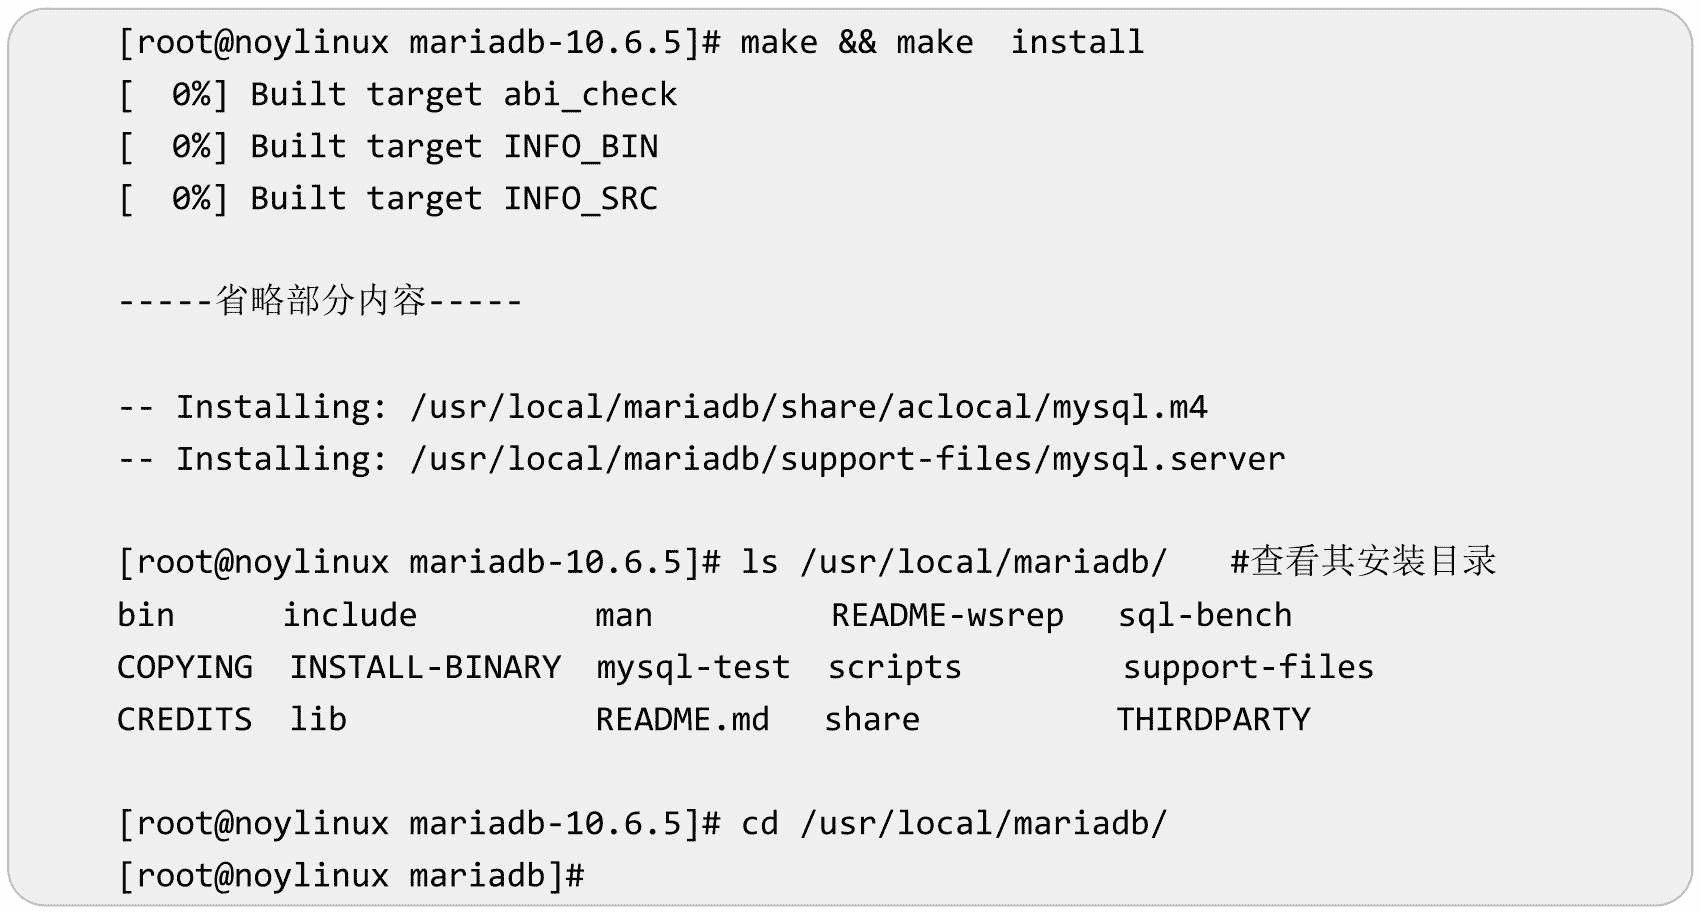 [root@noylinux mariadb-10.6.5]# make && make  install
[  0%] Built target abi_check
[  0%] Built target INFO_BIN
[  0%] Built target INFO_SRC
-----省略部分内容-----
-- Installing: /usr/local/mariadb/share/aclocal/mysql.m4
-- Installing: /usr/local/mariadb/support-files/mysql.server
[root@noylinux mariadb-10.6.5]# ls /usr/local/mariadb/   #查看其安装目录
bin      include         man         README-wsrep   sql-bench
COPYING  INSTALL-BINARY  mysql-test  scripts        support-files
CREDITS  lib             README.md   share          THIRDPARTY
[root@noylinux mariadb-10.6.5]# cd /usr/local/mariadb/
[root@noylinux mariadb]#